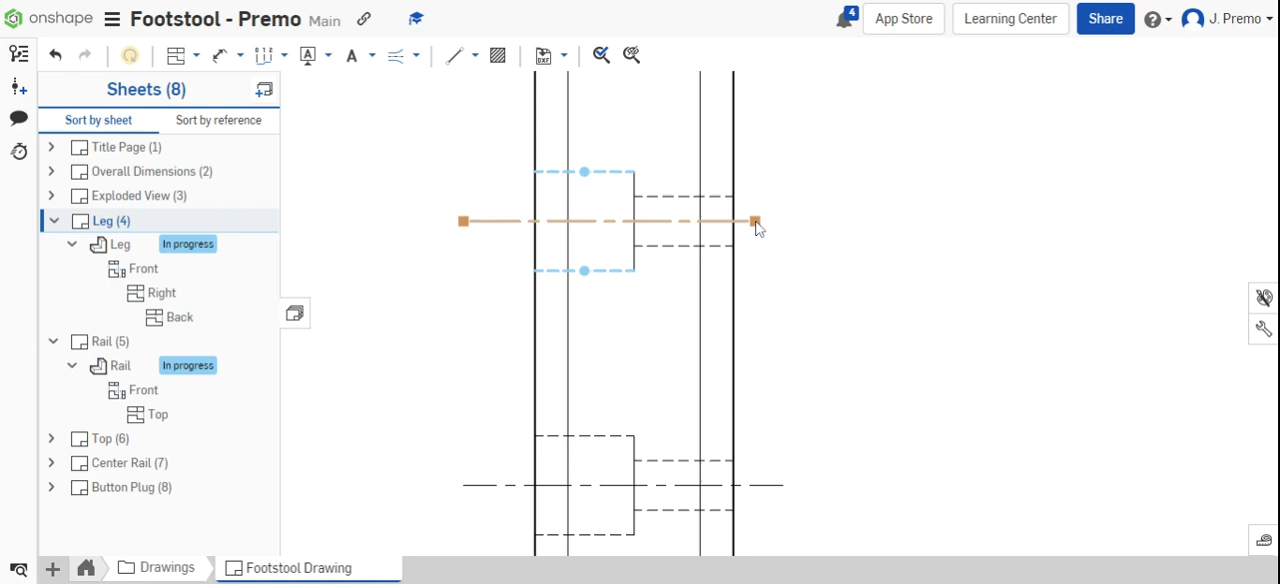 onshape Footstool - Premo Main 4 App Store Learning Center Share J. Premo
A DXF
Sheets (8)
Sort by sheet Sort by reference
Title Page (1)
Overall Dimensions (2)
Exploded View (3)
Leg (4)
Leg In progress
Front
Right
Back
Rail (5)
Rail In progress
Front
Top
Top (6)
Center Rail (7)
Button Plug (8)
Drawings Footstool Drawing